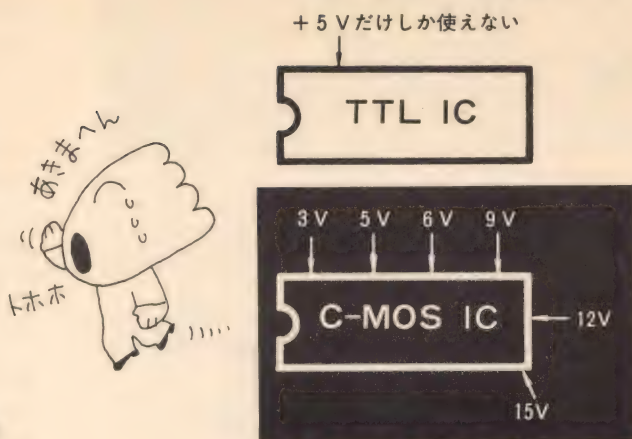 +5Vだけしか使えない
TTL IC
あきまへん
トホホ
3V 5V 6V 9V
C-MOS IC
12V
15V